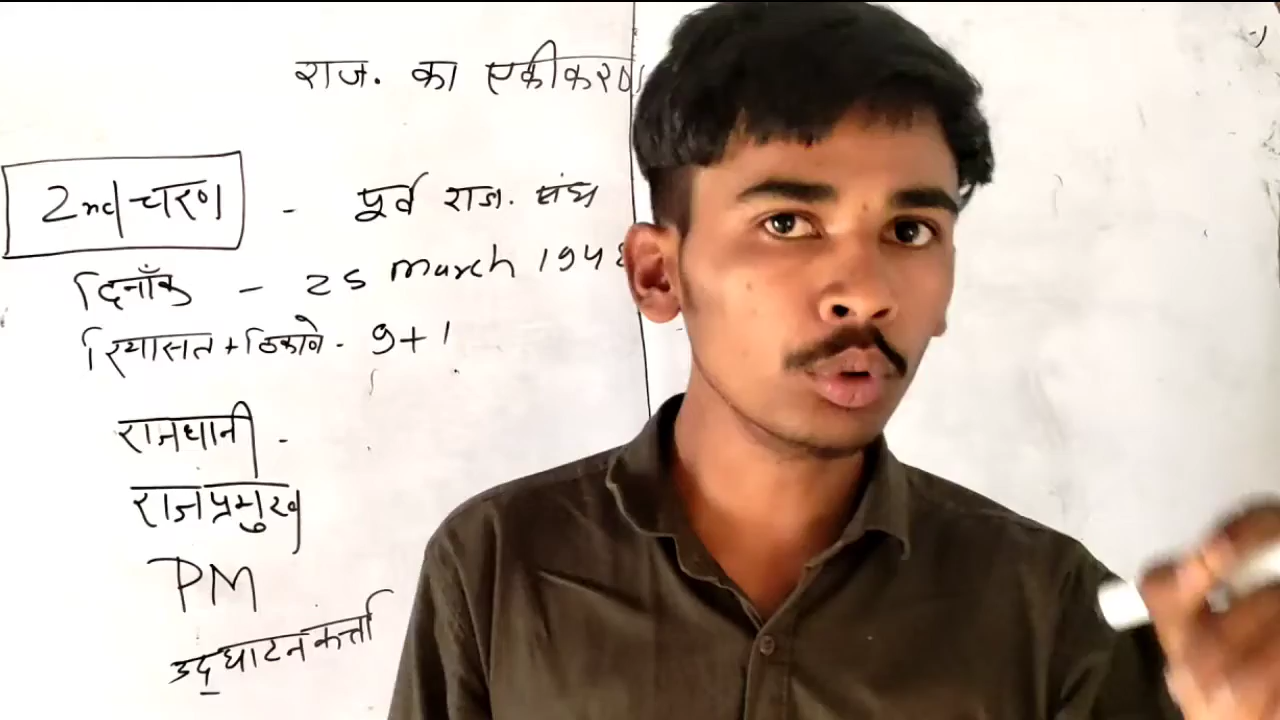 राज. का एकीकरण
2nd चरण - पूर्व राज. संघ
दिनाँक - 25 March 1948
रियासत + ठिकाने - 9+1
राजधानी -
राजप्रमुख
PM
उद्घाटनकर्त्ता